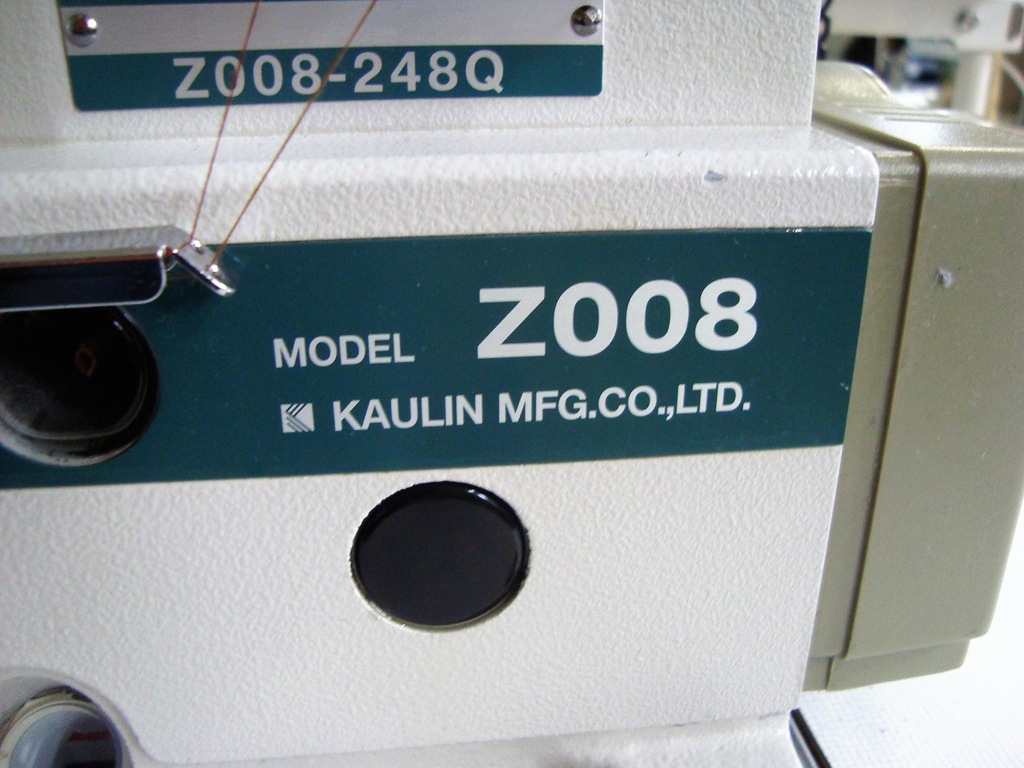 Z008-248Q
MODEL Z008
KAULIN MFG.CO.,LTD.